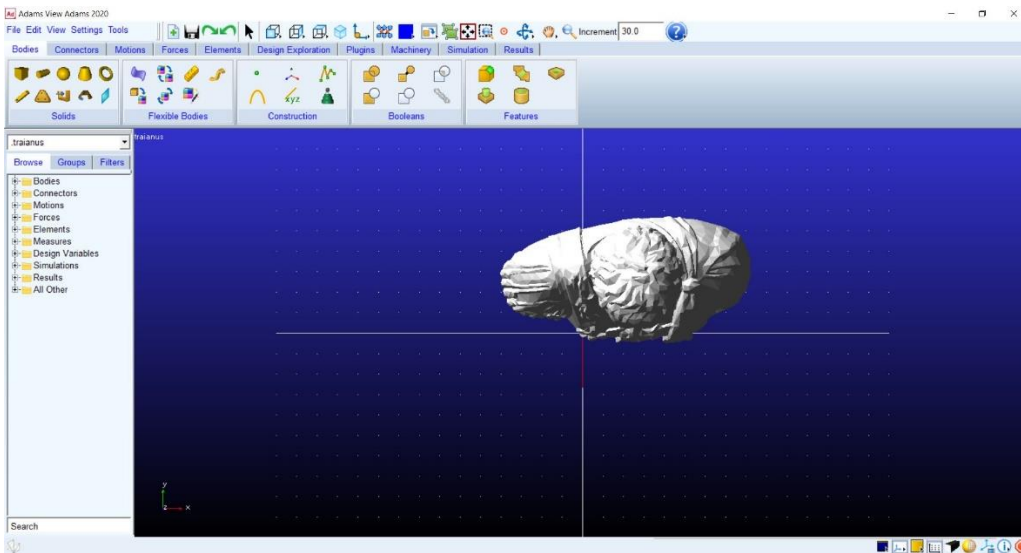 Adams View Adams 2020
File Edit View Settings Tools
Increment 30.0
Bodies Connectors Motions Forces Elements Design Exploration Plugins Machinery Simulation Results
xyz
Solids Flexible Bodies Construction Booleans Features
.traianus
traianus
Browse Groups Filters
Bodies
Connectors
Motions
Forces
Elements
Measures
Design Variables
Simulations
Results
All Other
y
z x
Search